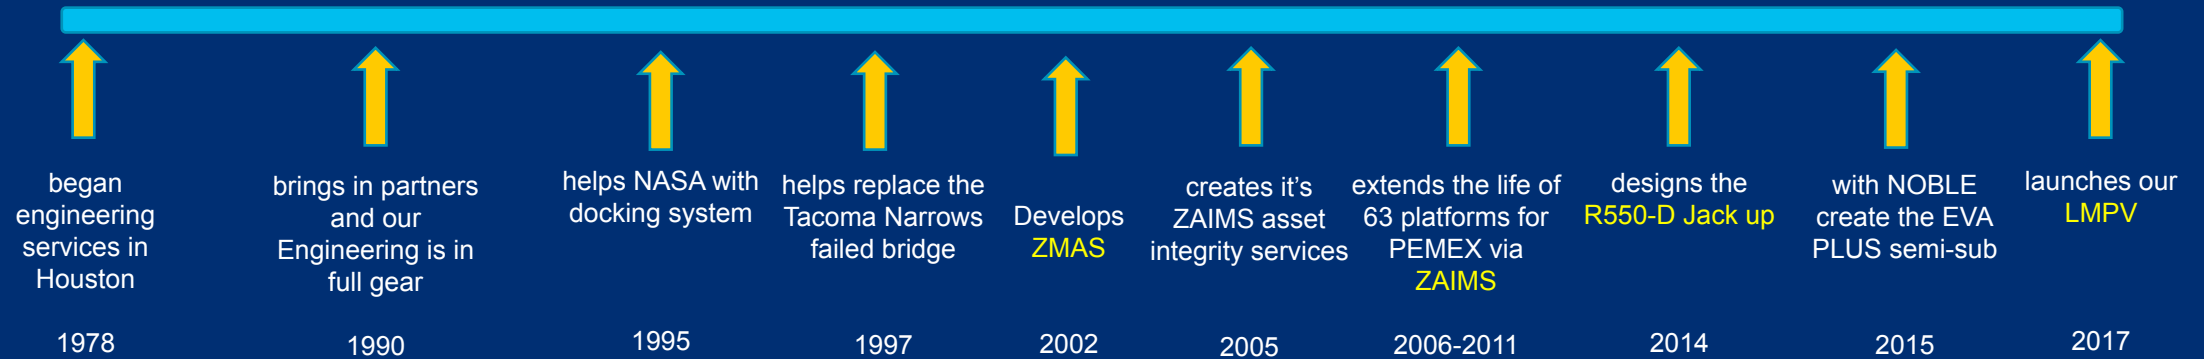 began
engineering
services in
Houston
1978
brings in partners
and our
Engineering is in
full gear
1990
helps NASA with
docking system
1995
helps replace the
Tacoma Narrows
failed bridge
1997
Develops
ZMAS
2002
creates it's
ZAIMS asset
integrity services
2005
extends the life of
63 platforms for
PEMEX via
ZAIMS
2006-2011
designs the
R550-D Jack up
2014
with NOBLE
create the EVA
PLUS semi-sub
2015
launches our
LMPV
2017